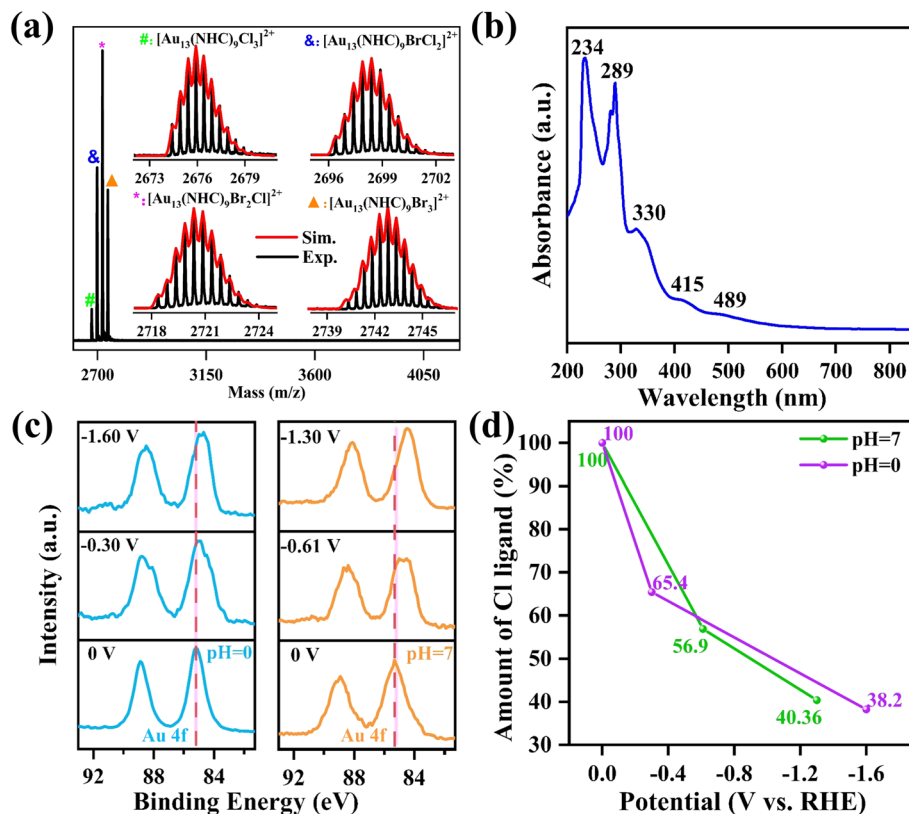 (a)
#: [Au13(NHC)9Cl3]2+
&: [Au13(NHC)9BrCl2]2+
*
&
▲
#
2673 2676 2679
2696 2699 2702
*: [Au13(NHC)9Br2Cl]2+
▲: [Au13(NHC)9Br3]2+
Sim.
Exp.
2718 2721 2724
2739 2742 2745
2700 3150 3600 4050
Mass (m/z)
(b)
234
289
330
415
489
Absorbance (a.u.)
200 300 400 500 600 700 800
Wavelength (nm)
(c)
-1.60 V
-1.30 V
-0.30 V
-0.61 V
0 V
pH=0
0 V
pH=7
Au 4f
Au 4f
Intensity (a.u.)
92 88 84
92 88 84
Binding Energy (eV)
(d)
100
100
65.4
56.9
40.36
38.2
pH=7
pH=0
Amount of Cl ligand (%)
100
90
80
70
60
50
40
30
0.0 -0.4 -0.8 -1.2 -1.6
Potential (V vs. RHE)